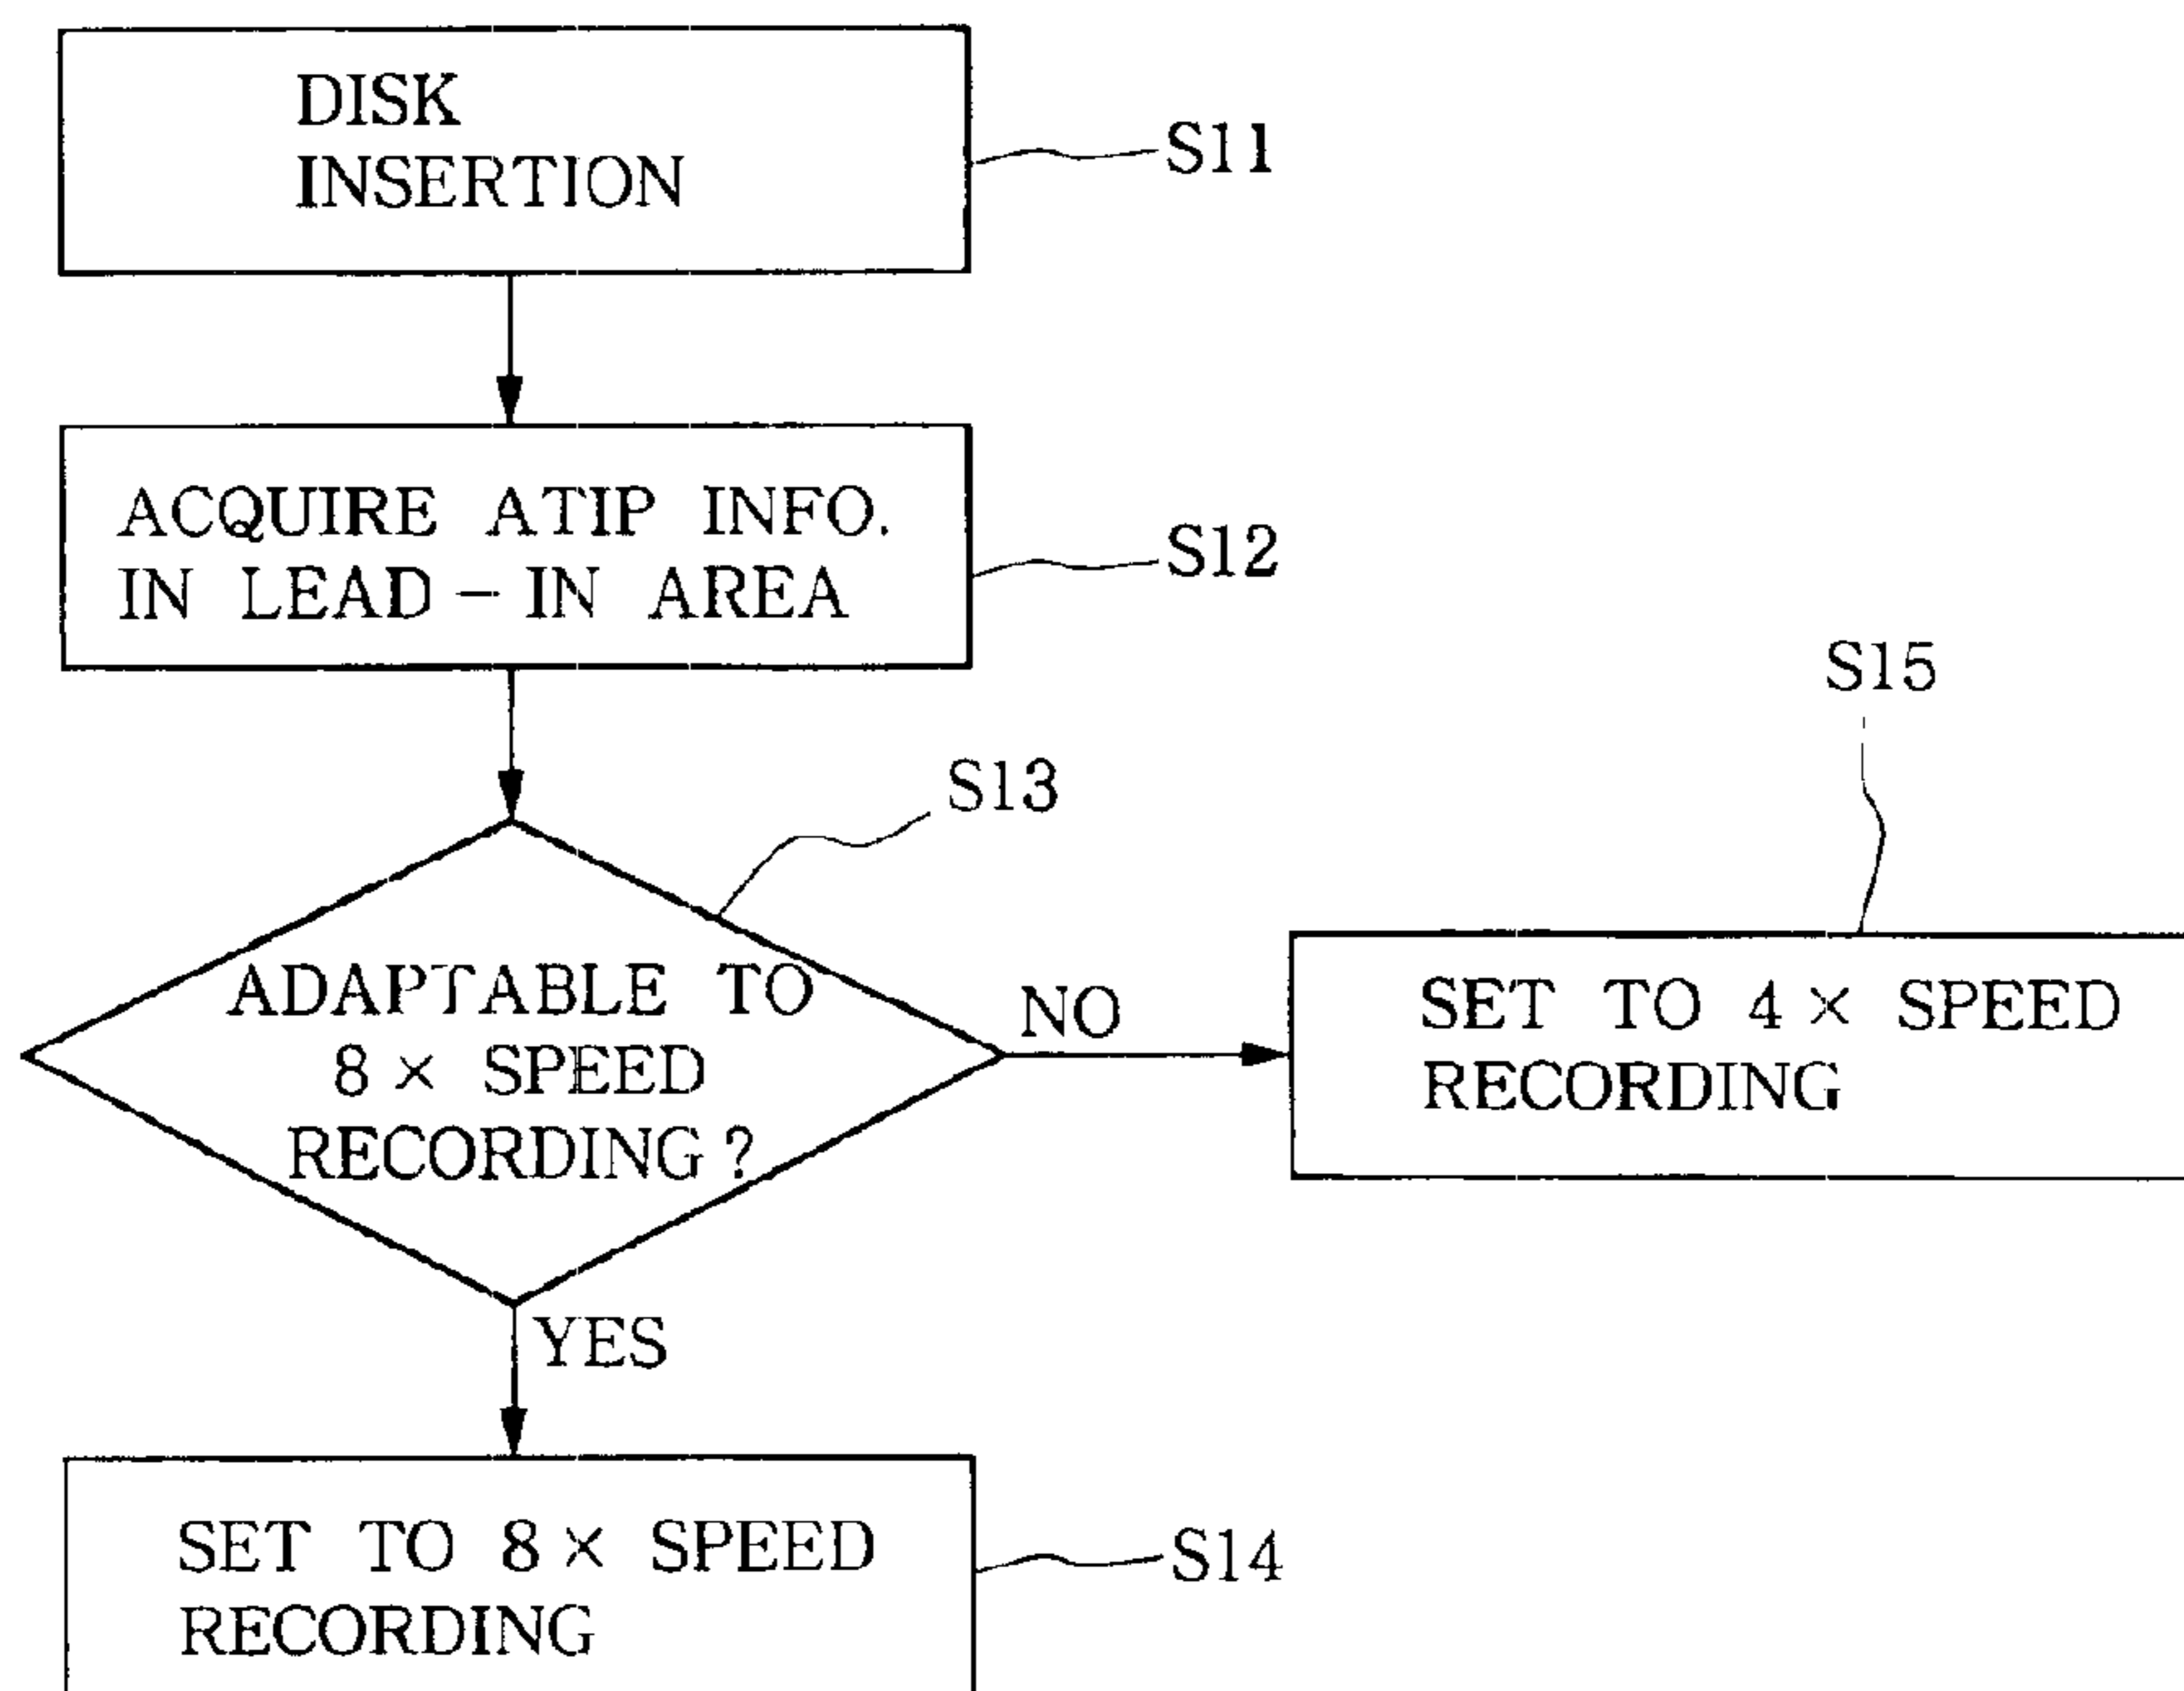 DISK
INSERTION
S11
ACQUIRE ATIP INFO.
IN LEAD - IN AREA
S12
S13
ADAPTABLE TO
8 × SPEED
RECORDING ?
NO
S15
SET TO 4 × SPEED
RECORDING
YES
SET TO 8 × SPEED
RECORDING
S14